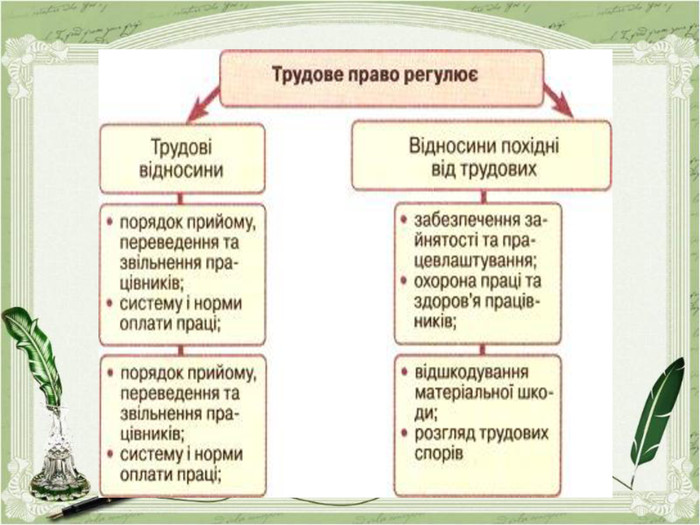 Трудове право регулює
Трудові
відносини
порядок прийому,
переведення та
звільнення пра-
цівників;
систему і норми
оплати праці;
порядок прийому,
переведення та
звільнення пра-
цівників;
систему і норми
оплати праці;
Відносини похідні
від трудових
забезпечення за-
йнятості та пра-
цевлаштування;
охорона праці та
здоров'я праців-
ників;
відшкодування
матеріальної шко-
ди;
розгляд трудових
спорів